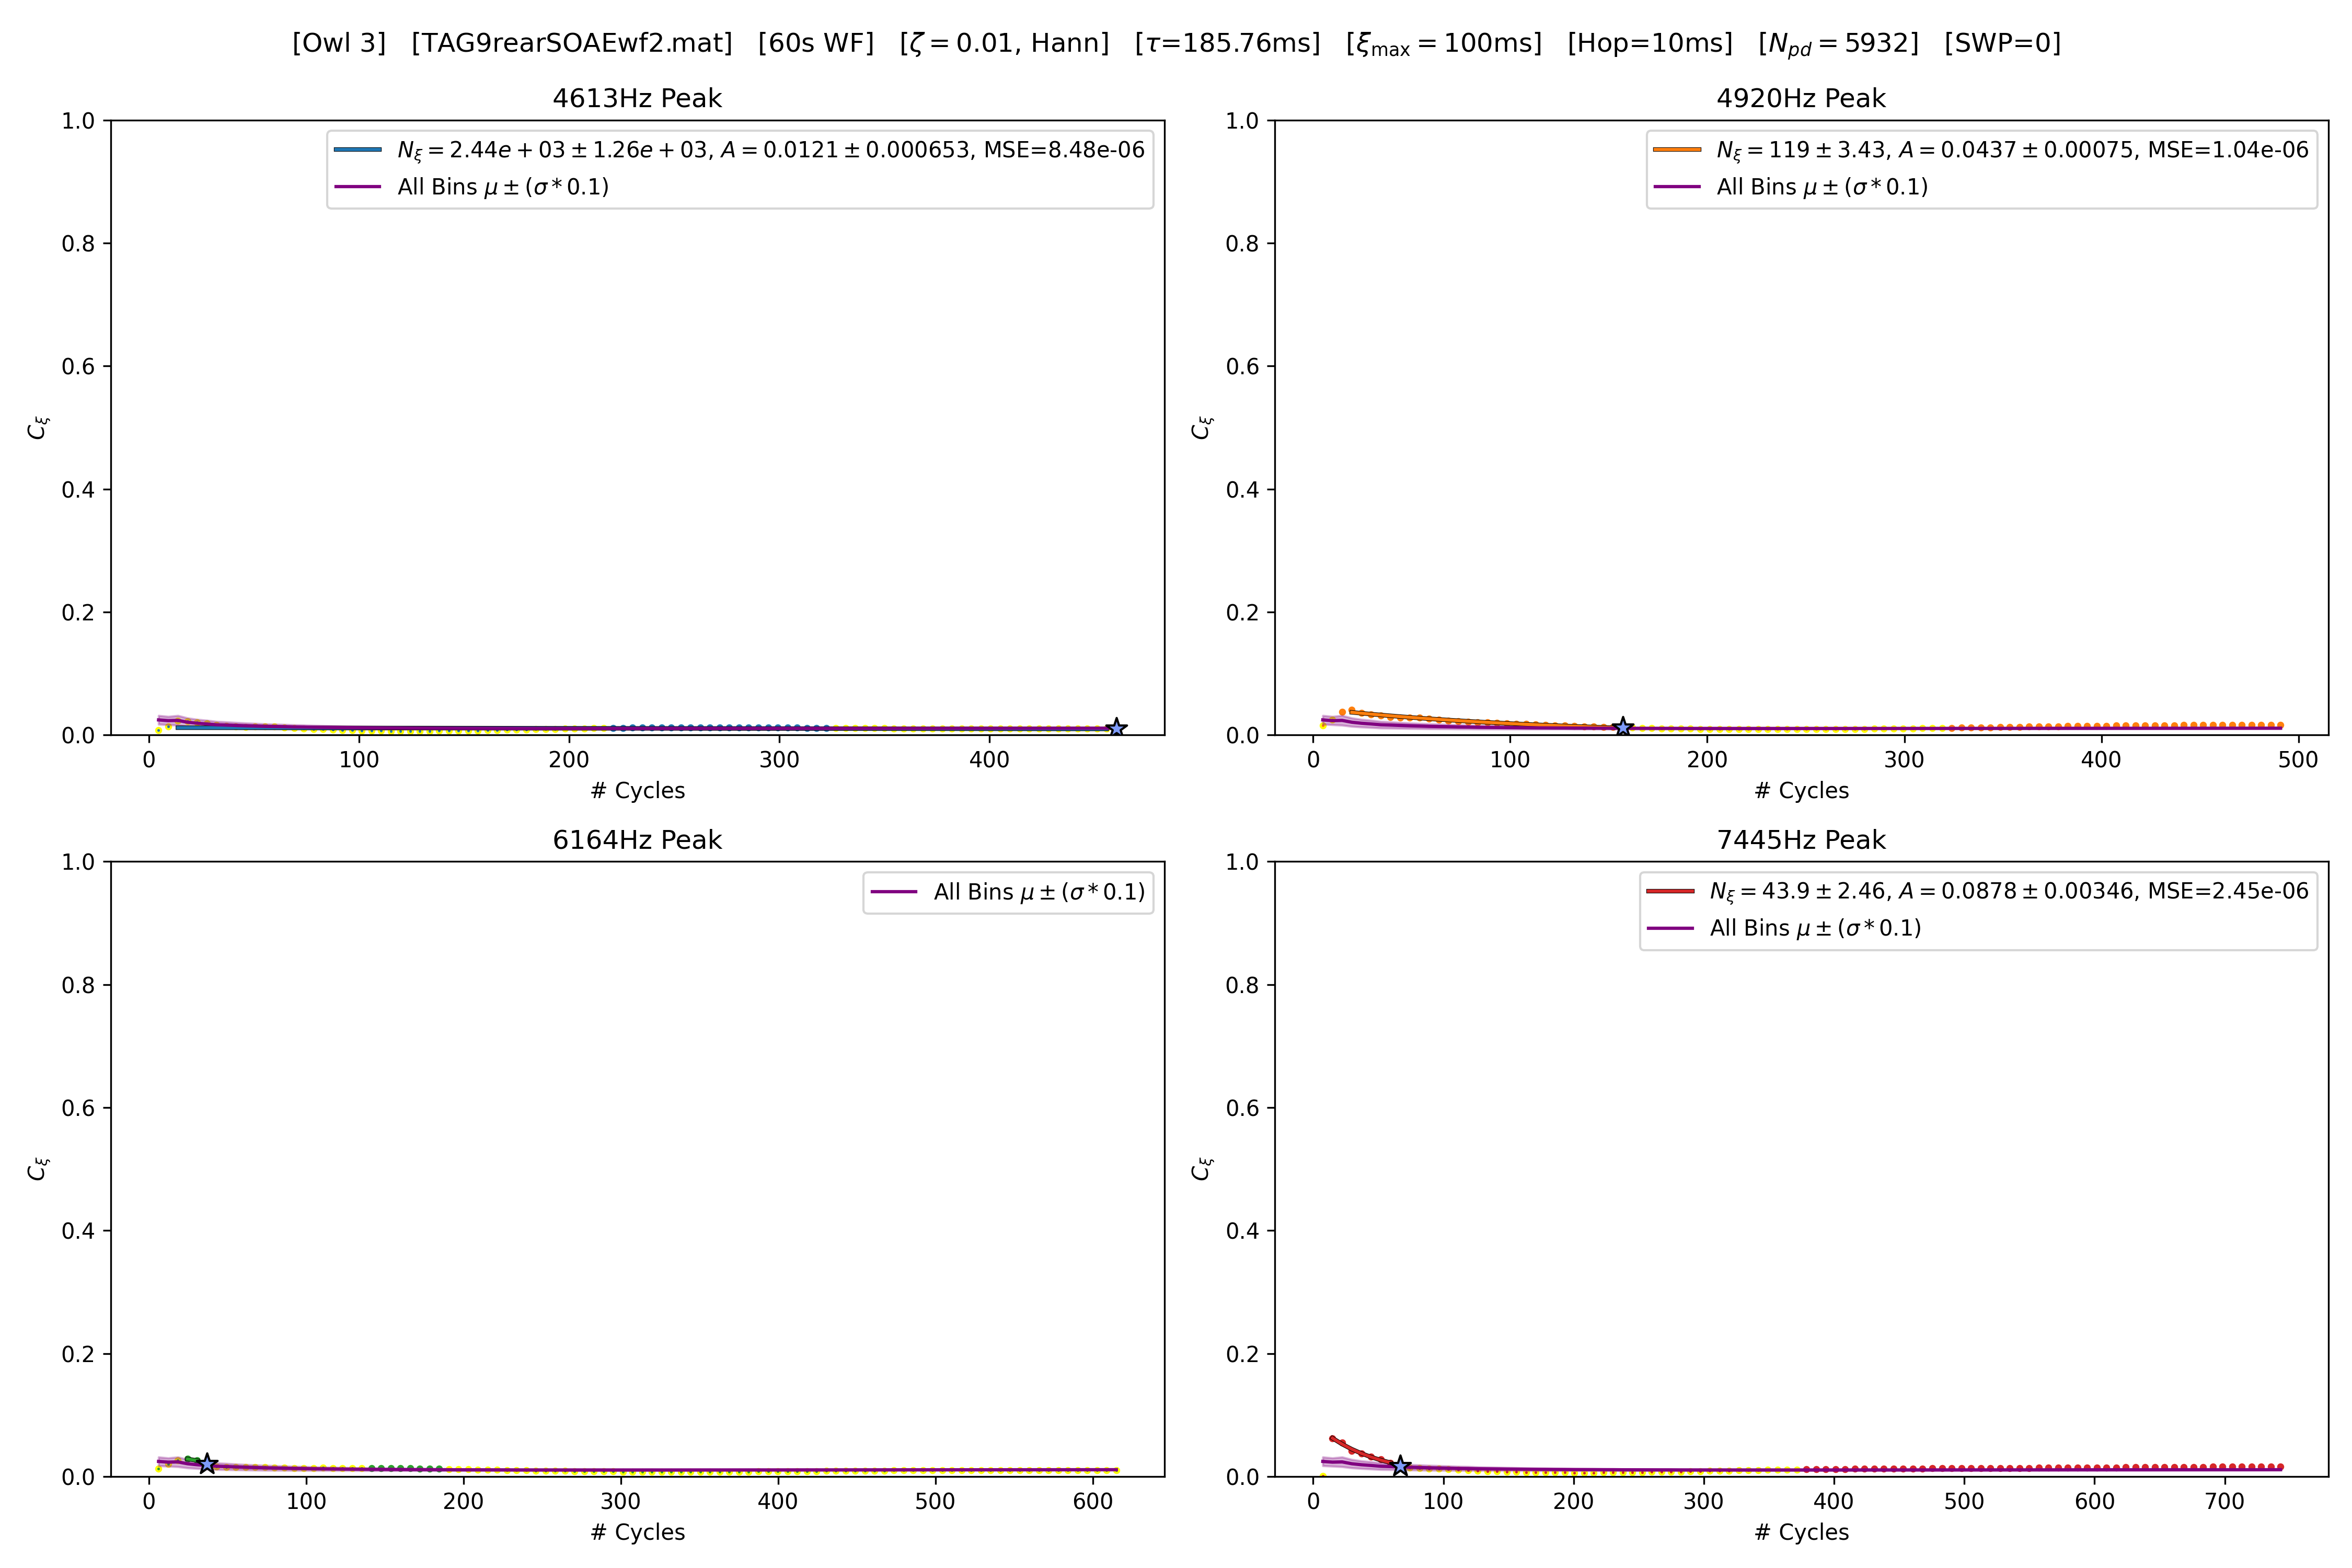 [Owl 3] [TAG9rearSOAEwf2.mat] [60s WF] [ζ = 0.01, Hann] [τ=185.76ms] [ξmax = 100ms] [Hop=10ms] [Npd = 5932] [SWP=0]
4613Hz Peak
1.0
0.8
0.6
0.4
0.2
0.0
Cξ
Nξ = 2.44e + 03 ± 1.26e + 03, A = 0.0121 ± 0.000653, MSE=8.48e-06
All Bins μ ± (σ * 0.1)
0 100 200 300 400
# Cycles
4920Hz Peak
1.0
0.8
0.6
0.4
0.2
0.0
Cξ
Nξ = 119 ± 3.43, A = 0.0437 ± 0.00075, MSE=1.04e-06
All Bins μ ± (σ * 0.1)
0 100 200 300 400 500
# Cycles
6164Hz Peak
1.0
0.8
0.6
0.4
0.2
0.0
Cξ
All Bins μ ± (σ * 0.1)
0 100 200 300 400 500 600
# Cycles
7445Hz Peak
1.0
0.8
0.6
0.4
0.2
0.0
Cξ
Nξ = 43.9 ± 2.46, A = 0.0878 ± 0.00346, MSE=2.45e-06
All Bins μ ± (σ * 0.1)
0 100 200 300 400 500 600 700
# Cycles